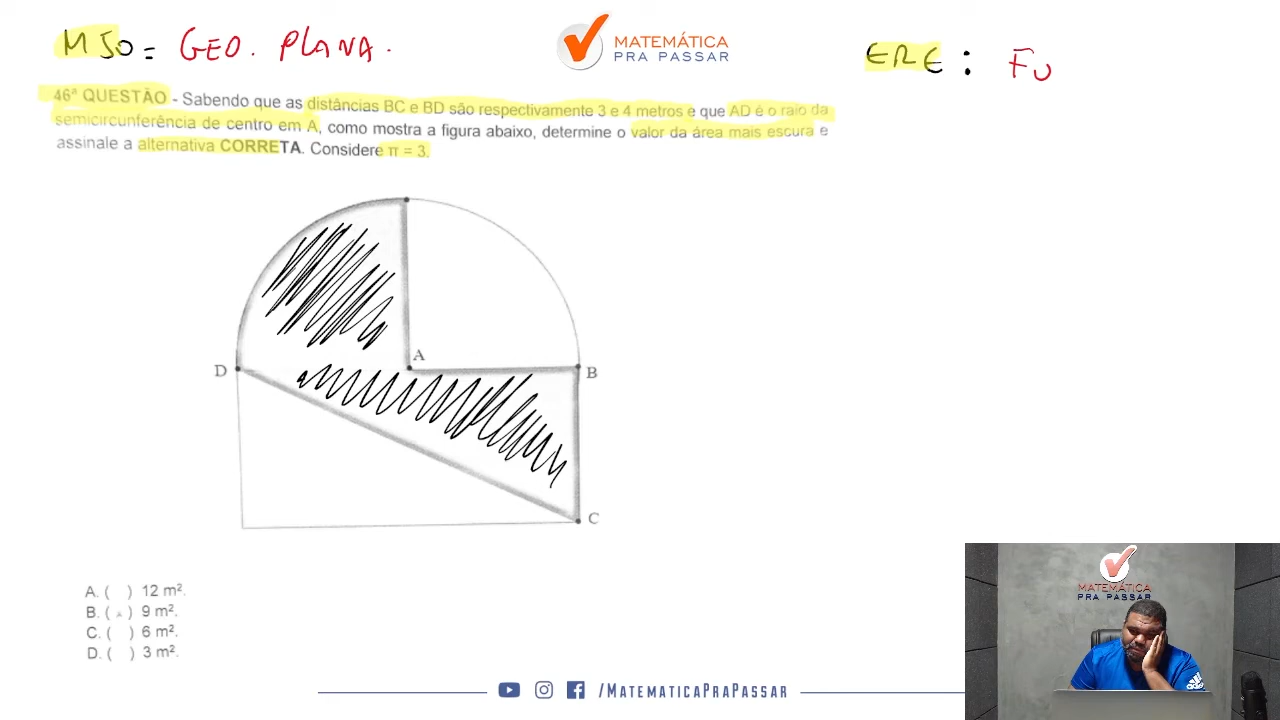 M50 = GEO. PLANA.
MATEMÁTICA
PRA PASSAR
ERE : FU
46ª QUESTÃO - Sabendo que as distâncias BC e BD são respectivamente 3 e 4 metros e que AD é o raio da
semicircunferência de centro em A, como mostra a figura abaixo, determine o valor da área mais escura e
assinale a alternativa CORRETA. Considere π = 3.
A
D
B
C
A. ( ) 12 m².
B. ( ) 9 m².
C. ( ) 6 m².
D. ( ) 3 m².
MATEMÁTICA
PRA PASSAR
/MATEMATICAPRAPASSAR